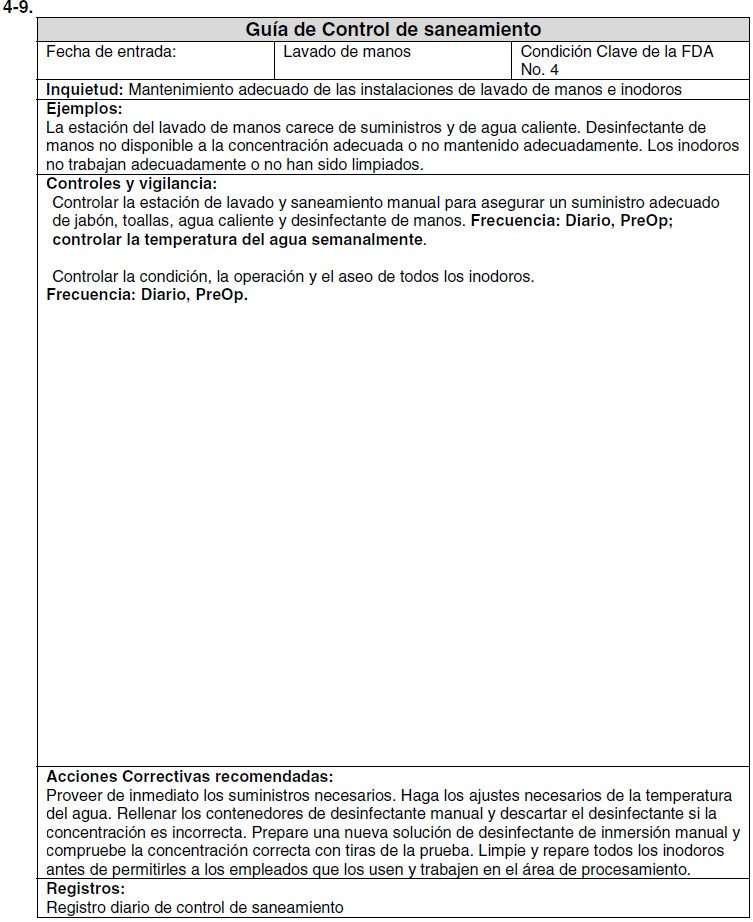 4-9.
Guía de Control de saneamiento
Fecha de entrada:
Lavado de manos
Condición Clave de la FDA
No. 4
Inquietud: Mantenimiento adecuado de las instalaciones de lavado de manos e inodoros
Ejemplos:
La estación del lavado de manos carece de suministros y de agua caliente. Desinfectante de
manos no disponible a la concentración adecuada o no mantenido adecuadamente. Los inodoros
no trabajan adecuadamente o no han sido limpiados.
Controles y vigilancia:
Controlar la estación de lavado y saneamiento manual para asegurar un suministro adecuado
de jabón, toallas, agua caliente y desinfectante de manos. Frecuencia: Diario, PreOp;
controlar la temperatura del agua semanalmente.
Controlar la condición, la operación y el aseo de todos los inodoros.
Frecuencia: Diario, PreOp.
Acciones Correctivas recomendadas:
Proveer de inmediato los suministros necesarios. Haga los ajustes necesarios de la temperatura
del agua. Rellenar los contenedores de desinfectante manual y descartar el desinfectante si la
concentración es incorrecta. Prepare una nueva solución de desinfectante de inmersión manual y
compruebe la concentración correcta con tiras de la prueba. Limpie y repare todos los inodoros
antes de permitirles a los empleados que los usen y trabajen en el área de procesamiento.
Registros:
Registro diario de control de saneamiento